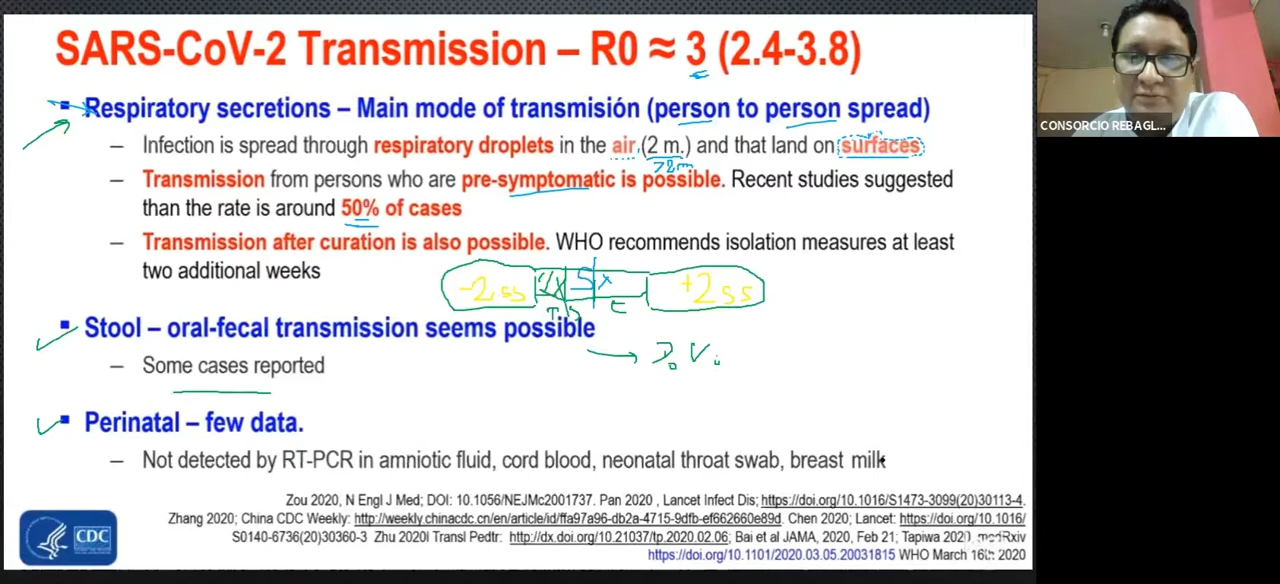 SARS-CoV-2 Transmission – R0 ≈ 3 (2.4-3.8)
CONSORCIO REBAGL...
Respiratory secretions – Main mode of transmisión (person to person spread)
– Infection is spread through respiratory droplets in the air (2 m.) and that land on surfaces
>2m
– Transmission from persons who are pre-symptomatic is possible. Recent studies suggested
than the rate is around 50% of cases
– Transmission after curation is also possible. WHO recommends isolation measures at least
two additional weeks
-2ss
5x
+2ss
Stool – oral-fecal transmission seems possible
– Some cases reported
Perinatal – few data.
– Not detected by RT-PCR in amniotic fluid, cord blood, neonatal throat swab, breast milk
Zou 2020, N Engl J Med; DOI: 10.1056/NEJMc2001737. Pan 2020 , Lancet Infect Dis; https://doi.org/10.1016/S1473-3099(20)30113-4.
Zhang 2020; China CDC Weekly: http://weekly.chinacdc.cn/en/article/id/ffa97a96-db2a-4715-9dfb-ef662660e89d. Chen 2020; Lancet: https://doi.org/10.1016/
S0140-6736(20)30360-3 Zhu 2020l Transl Pedtr: http://dx.doi.org/10.21037/tp.2020.02.06; Bai et al JAMA, 2020, Feb 21; Tapiwa 2020, medRxiv
https://doi.org/10.1101/2020.03.05.20031815 WHO March 16th 2020
CDC